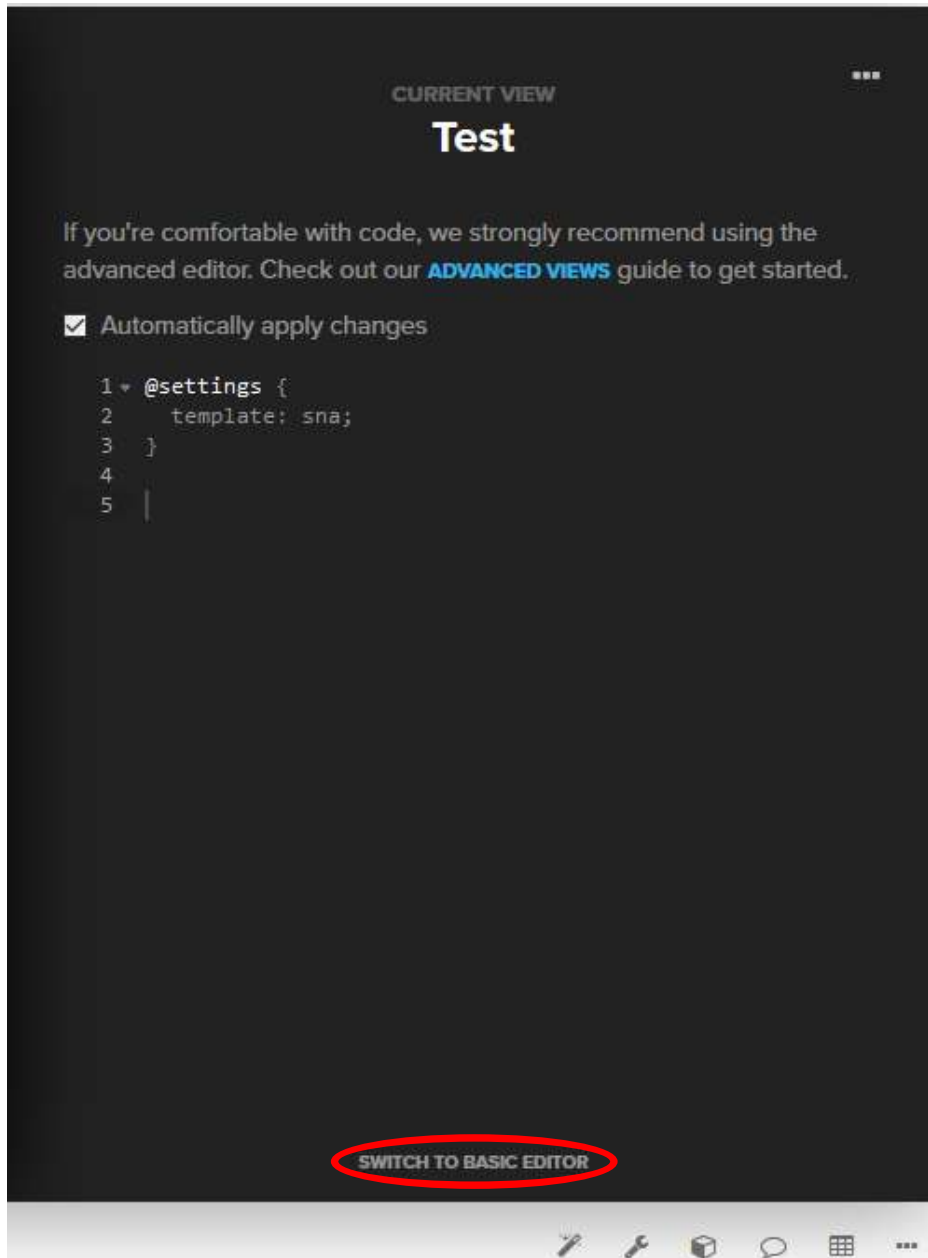 CURRENT VIEW
Test
If you're comfortable with code, we strongly recommend using the
advanced editor. Check out our ADVANCED VIEWS guide to get started.
Automatically apply changes
1 @settings {
2 template: sna;
3 }
4
5
SWITCH TO BASIC EDITOR